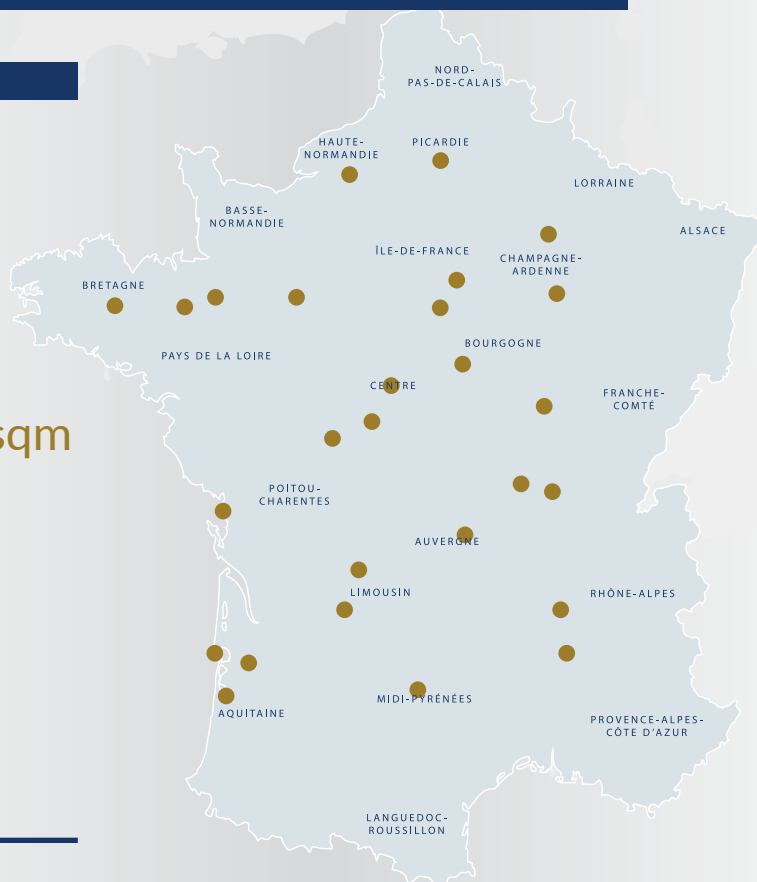 NORD-
PAS-DE-CALAIS
HAUTE-
NORMANDIE
PICARDIE
LORRAINE
BASSE-
NORMANDIE
ALSACE
ÎLE-DE-FRANCE
CHAMPAGNE-
ARDENNE
BRETAGNE
BOURGOGNE
PAYS DE LA LOIRE
CENTRE
FRANCHE-
COMTÉ
sqm
POITOU-
CHARENTES
AUVERGNE
LIMOUSIN
RHÔNE-ALPES
MIDI-PYRÉNÉES
AQUITAINE
PROVENCE-ALPES-
CÔTE D'AZUR
LANGUEDOC-
ROUSSILLON